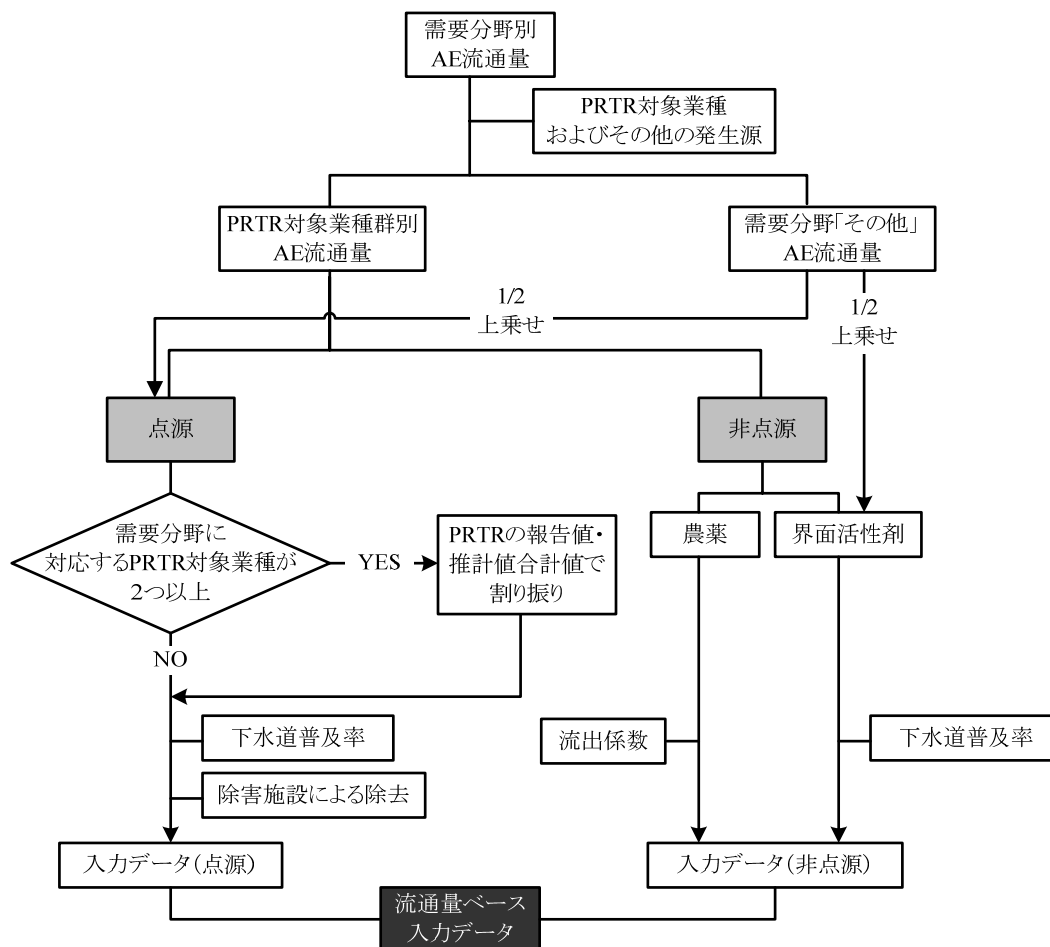 需要分野別
AE流通量
PRTR対象業種
およびその他の発生源
PRTR対象業種群別
AE流通量
需要分野「その他」
AE流通量
1/2
上乗せ
1/2
上乗せ
点源
非点源
需要分野に
対応するPRTR対象業種が
2つ以上
YES
PRTRの報告値・
推計値合計値で
割り振り
農薬
界面活性剤
NO
下水道普及率
流出係数
下水道普及率
除害施設による除去
入力データ(点源)
入力データ(非点源)
流通量ベース
入力データ